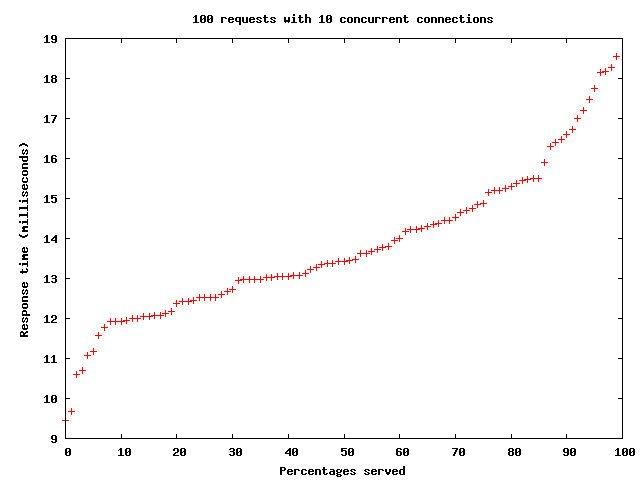 100 requests with 10 concurrent connections
19
18
17
16
15
14
13
12
11
10
9
Response time (milliseconds)
0 10 20 30 40 50 60 70 80 90 100
Percentages served